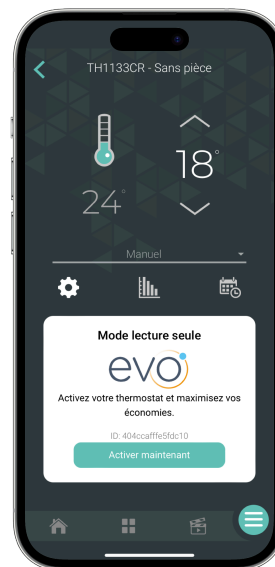 TH1133CR - Sans pièce
18°
24°
Manuel
Mode lecture seule
evo
Activez votre thermostat et maximisez vos
économies.
ID: 404ccafffe5fdc10
Activer maintenant